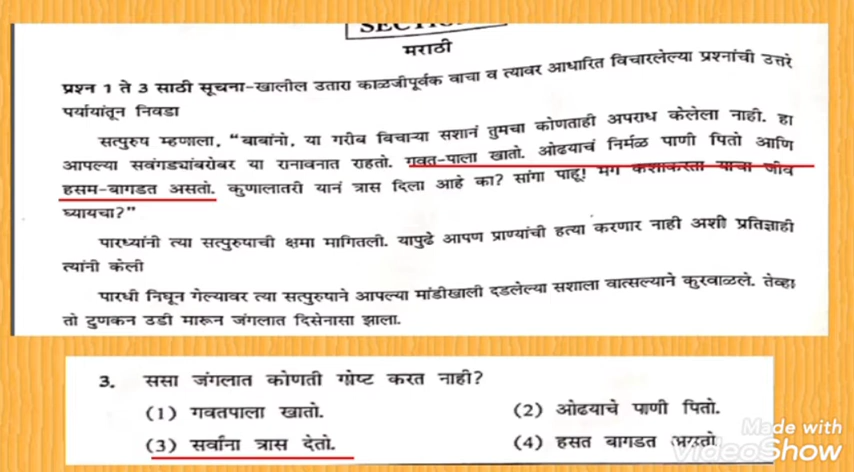 SECTION
मराठी
प्रश्न 1 ते 3 साठी सूचना-खालील उतारा काळजीपूर्वक वाचा व त्यावर आधारित विचारलेल्या प्रश्नांची उत्तरे
पर्यायांतून निवडा
सत्पुरुष म्हणाला, "बाबांनो, या गरीब बिचाऱ्या सशानं तुमचा कोणताही अपराध केलेला नाही. हा
आपल्या सवंगड्यांबरोबर या रानावनात राहतो. गवत-पाला खातो. ओढयाचं निर्मळ पाणी पितो आणि
हसम-बागडत असतो. कुणालातरी यानं त्रास दिला आहे का? सांगा पाहू! मग कशाकरता याचा जीव
घ्यायचा?"
पारध्यांनी त्या सत्पुरुषाची क्षमा मागितली. यापुढे आपण प्राण्यांची हत्या करणार नाही अशी प्रतिज्ञाही
त्यांनी केली
पारधी निघून गेल्यावर त्या सत्पुरुषाने आपल्या मांडीखाली दडलेल्या सशाला वात्सल्याने कुरवाळले. तेव्हा
तो टुणकन उडी मारून जंगलात दिसेनासा झाला.
3. ससा जंगलात कोणती गोष्ट करत नाही?
(1) गवतपाला खातो.
(2) ओढयाचे पाणी पितो.
(3) सर्वांना त्रास देतो.
(4) हसत बागडत असतो
Made with
VideoShow